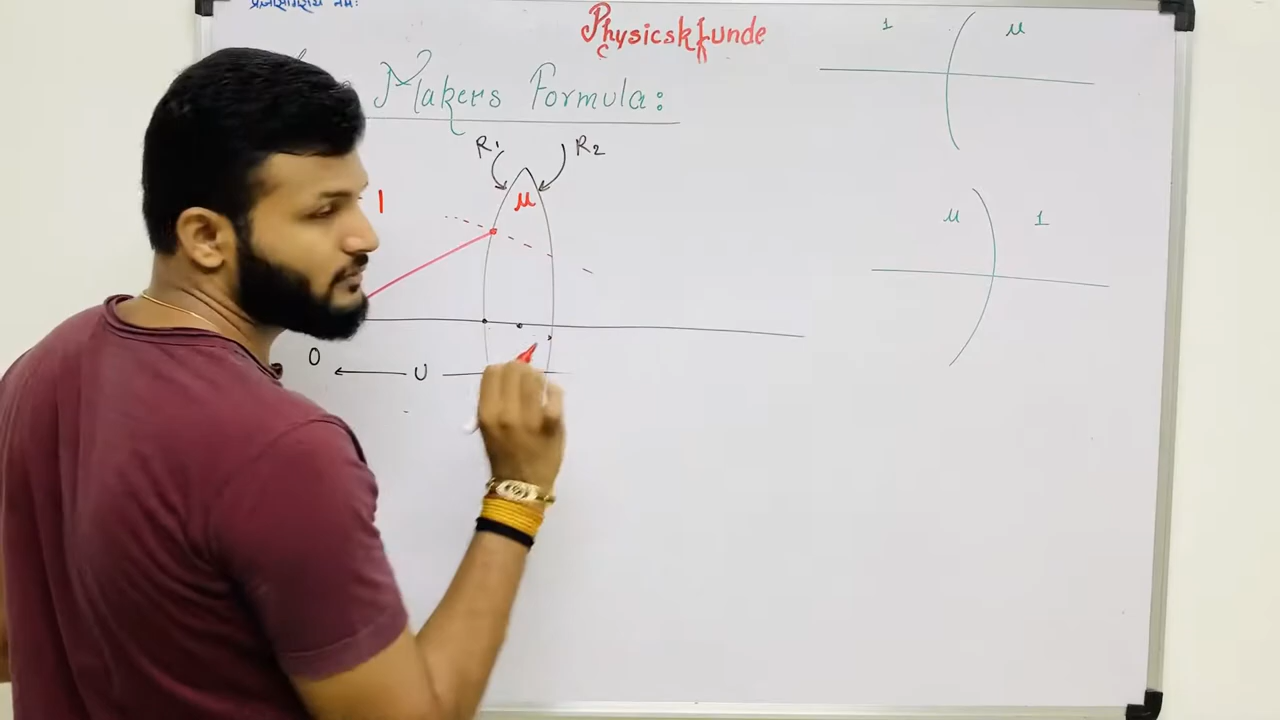 Physicskfunde
Makers Formula:
R1
R2
μ
1
O
U
1 μ
μ 1